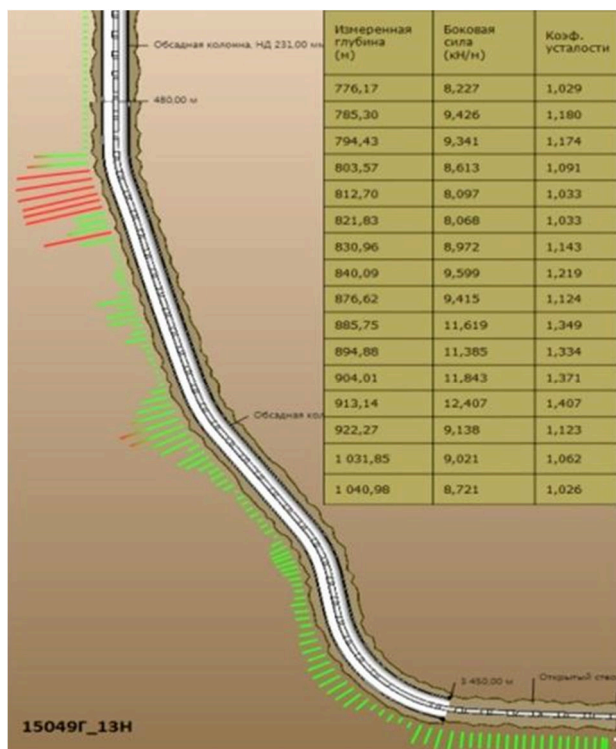 Обсадная колонна, НД 231,00 мм
480,00 м
Измеренная глубина (м) Боковая сила (кН/м) Коэф. усталости
776,17 8,227 1,029
785,30 9,426 1,180
794,43 9,341 1,174
803,57 8,613 1,091
812,70 8,097 1,033
821,83 8,068 1,033
830,96 8,972 1,143
840,09 9,599 1,219
876,62 9,415 1,124
885,75 11,619 1,349
894,88 11,385 1,334
904,01 11,843 1,371
913,14 12,407 1,407
922,27 9,138 1,123
1 031,85 9,021 1,062
1 040,98 8,721 1,026
Обсадная кол
450,00 м
Открытый ство
15049Г_13Н